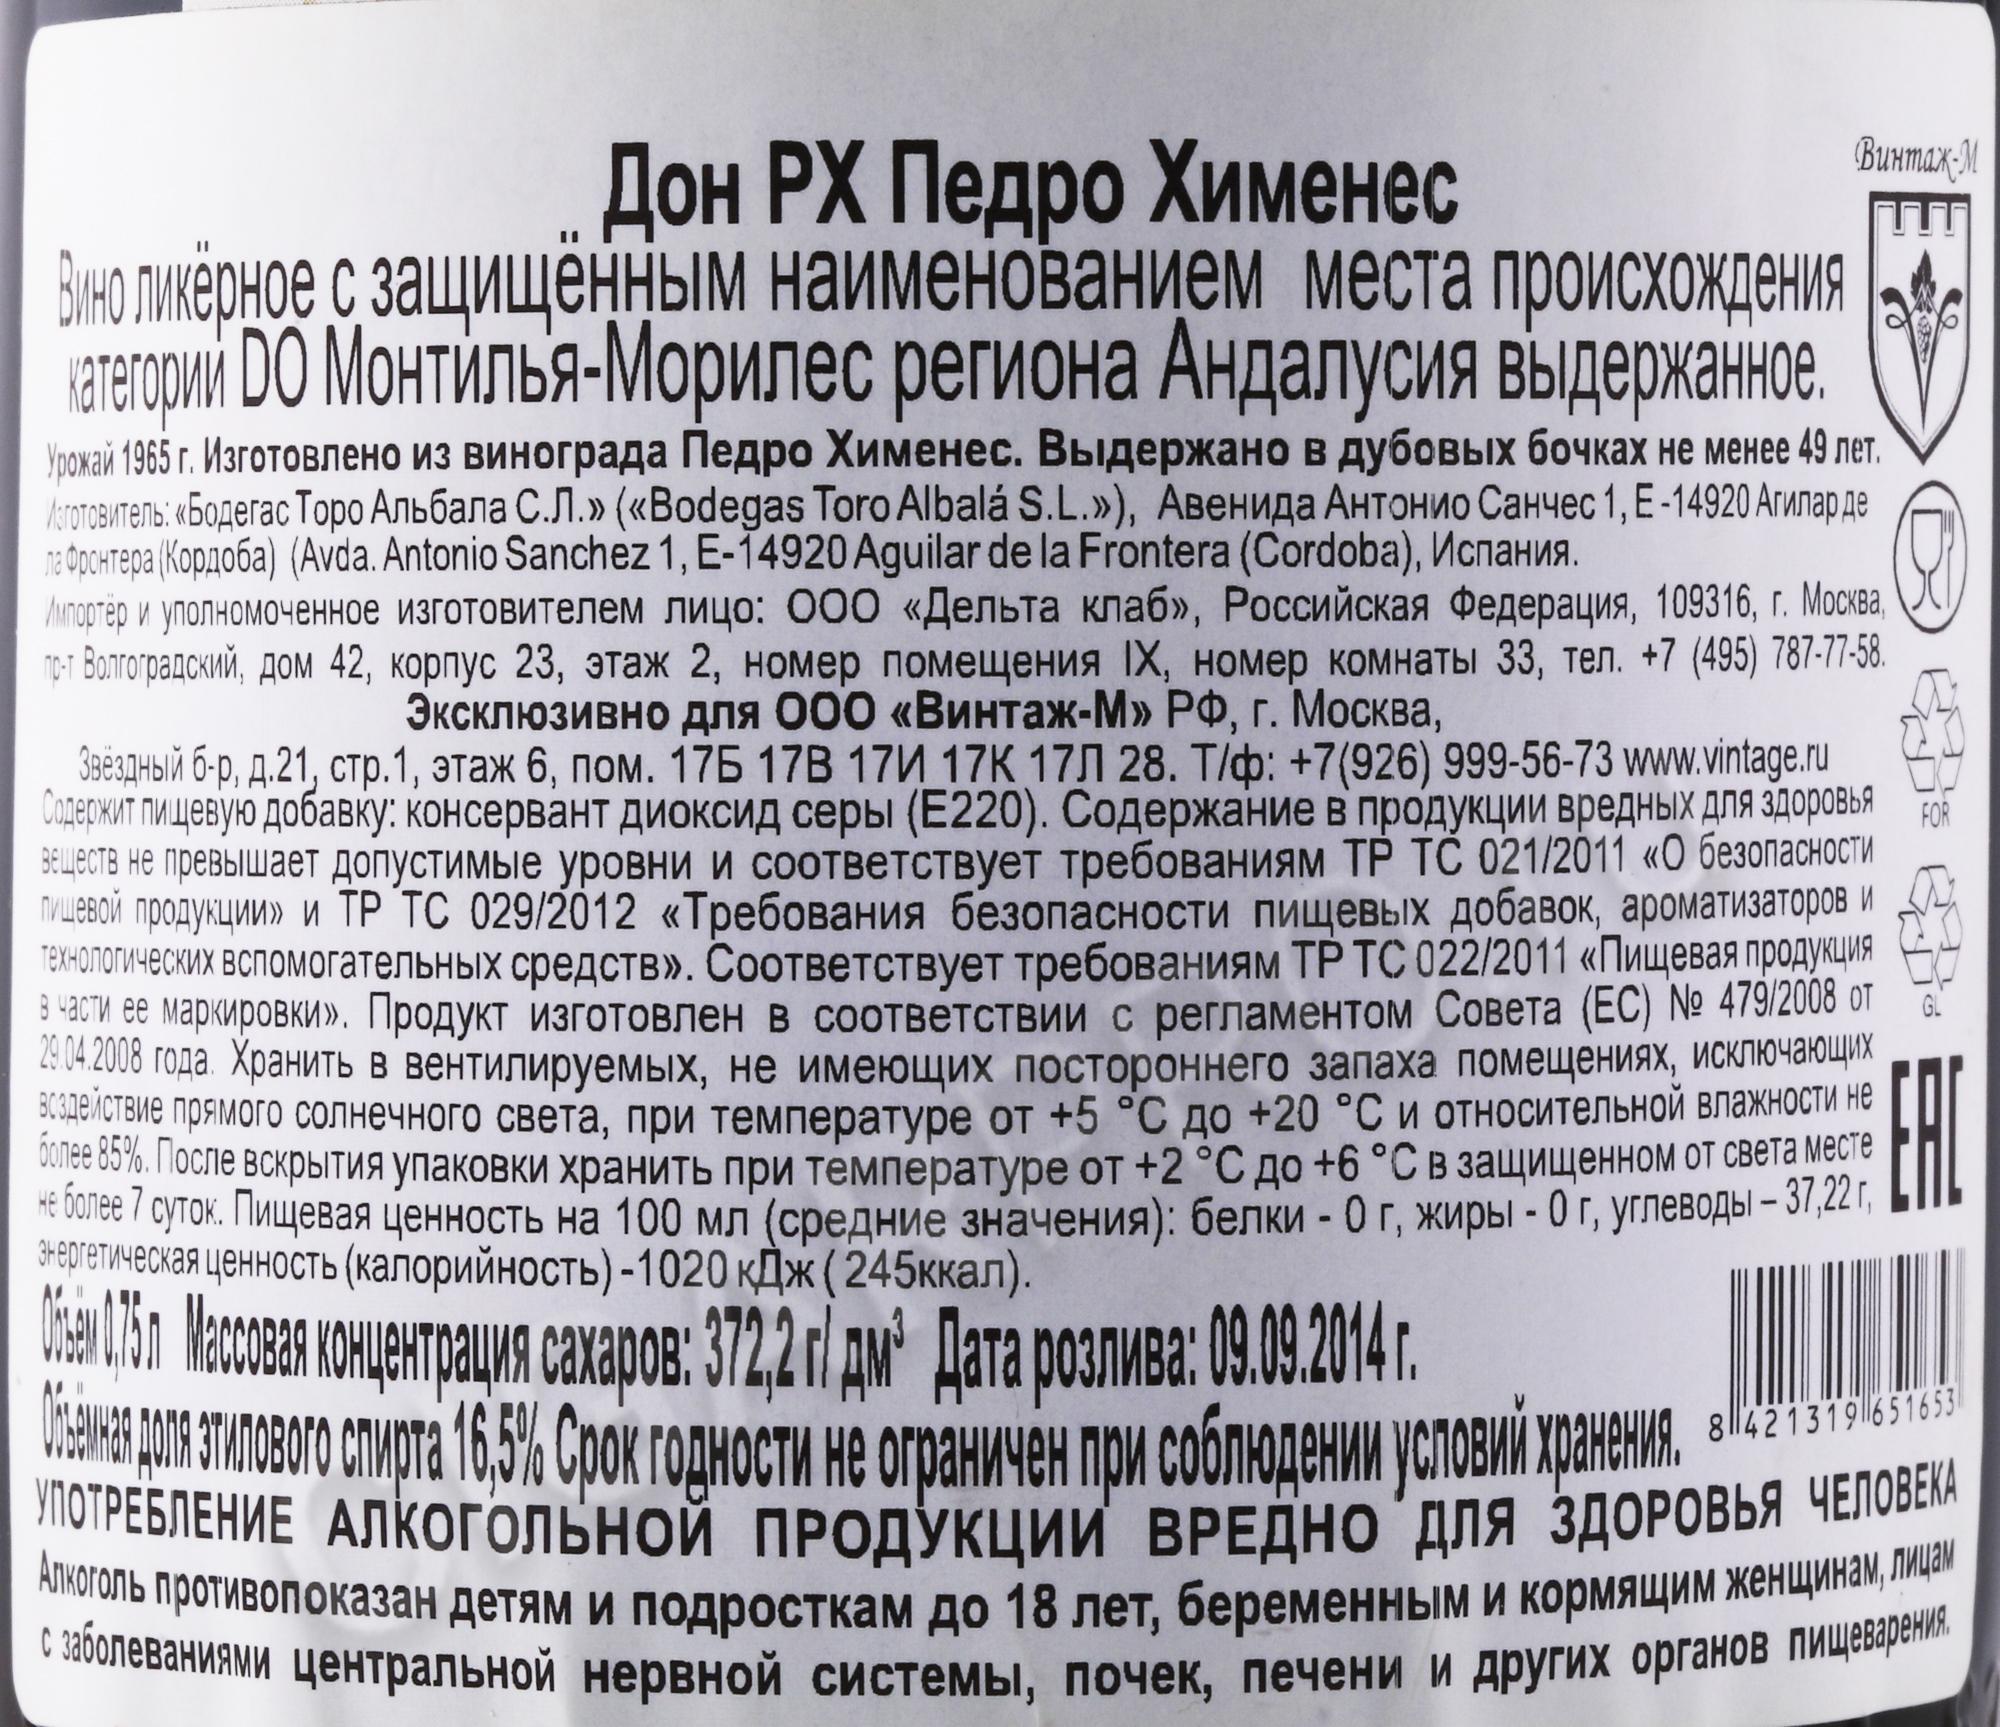 Винтаж-М
Дон PX Педро Хименес
Вино ликёрное с защищённым наименованием места происхождения
категории DO Монтилья-Морилес региона Андалусия выдержанное.
Урожай 1965 г. Изготовлено из винограда Педро Хименес. Выдержано в дубовых бочках не менее 49 лет.
Изготовитель: «Бодегас Торо Альбала С.Л.» («Bodegas Toro Albalá S.L.»), Авенида Антонио Санчес 1, Е -14920 Агилар де
ла Фронтера (Кордоба) (Avda. Antonio Sanchez 1, E-14920 Aguilar de la Frontera (Cordoba), Испания.
Импортёр и уполномоченное изготовителем лицо: ООО «Дельта клаб», Российская Федерация, 109316, г. Москва,
пр-т Волгоградский, дом 42, корпус 23, этаж 2, номер помещения IX, номер комнаты 33, тел. +7 (495) 787-77-58.
Эксклюзивно для ООО «Винтаж-М» РФ, г. Москва,
Звёздный б-р, д.21, стр.1, этаж 6, пом. 17Б 17В 17И 17К 17Л 28. Т/ф: +7(926) 999-56-73 www.vintage.ru
Содержит пищевую добавку: консервант диоксид серы (Е220). Содержание в продукции вредных для здоровья
веществ не превышает допустимые уровни и соответствует требованиям ТР ТС 021/2011 «О безопасности
пищевой продукции» и ТР ТС 029/2012 «Требования безопасности пищевых добавок, ароматизаторов и
технологических вспомогательных средств». Соответствует требованиям ТР ТС 022/2011 «Пищевая продукция
в части ее маркировки». Продукт изготовлен в соответствии с регламентом Совета (ЕС) № 479/2008 от
29.04.2008 года. Хранить в вентилируемых, не имеющих постороннего запаха помещениях, исключающих
воздействие прямого солнечного света, при температуре от +5 °С до +20 °С и относительной влажности не
более 85%. После вскрытия упаковки хранить при температуре от +2 °С до +6 °С в защищенном от света месте
не более 7 суток. Пищевая ценность на 100 мл (средние значения): белки - 0 г, жиры - 0 г, углеводы – 37,22 г,
энергетическая ценность (калорийность) -1020 кДж ( 245ккал).
Объём 0,75 л Массовая концентрация сахаров: 372,2 г/ дм³ Дата розлива: 09.09.2014 г.
Объёмная доля этилового спирта 16,5% Срок годности не ограничен при соблюдении условий хранения.
УПОТРЕБЛЕНИЕ АЛКОГОЛЬНОЙ ПРОДУКЦИИ ВРЕДНО ДЛЯ ЗДОРОВЬЯ ЧЕЛОВЕКА
Алкоголь противопоказан детям и подросткам до 18 лет, беременным и кормящим женщинам, лицам
с заболеваниями центральной нервной системы, почек, печени и других органов пищеварения.
FOR
GL
EAC
8 421319 651653